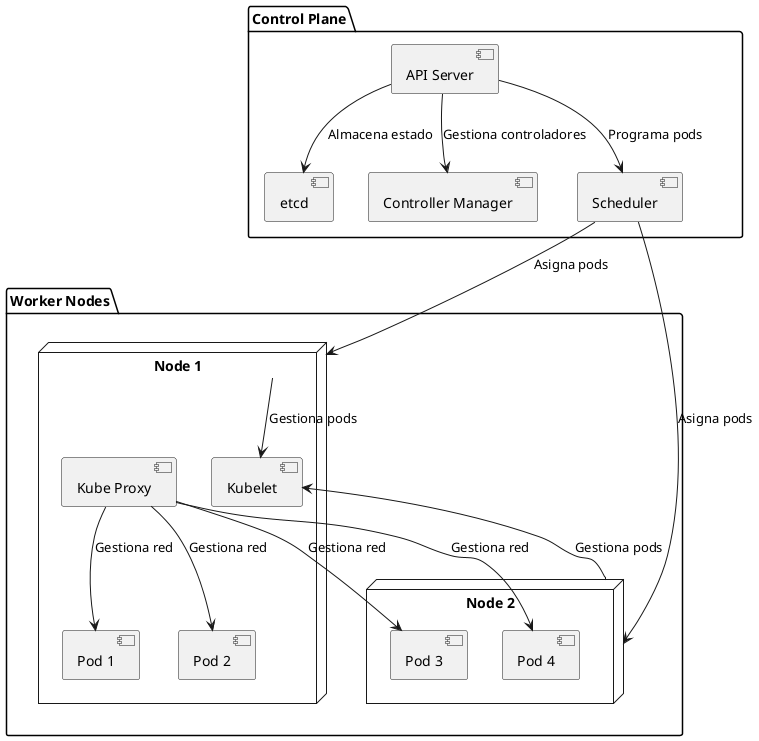 Control Plane
API Server
Almacena estado
Gestiona controladores
Programa pods
etcd
Controller Manager
Scheduler
Asigna pods
Worker Nodes
Node 1
Gestiona pods
Asigna pods
Kube Proxy
Kubelet
Gestiona red
Gestiona red
Gestiona red
Gestiona red
Gestiona pods
Node 2
Pod 1
Pod 2
Pod 3
Pod 4